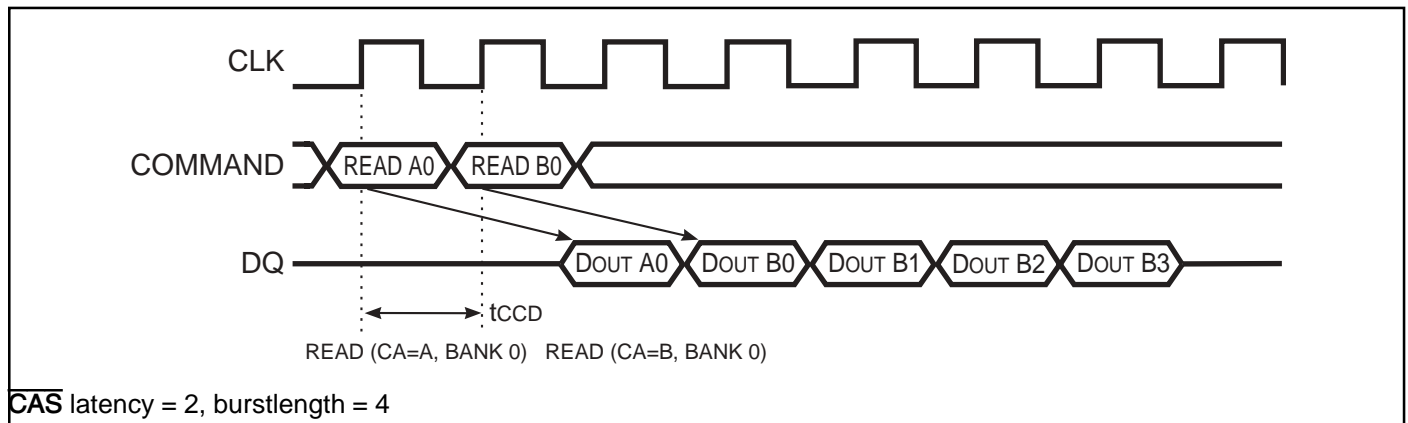 CLK
COMMAND READ A0 READ B0
DQ DOUT A0 DOUT B0 DOUT B1 DOUT B2 DOUT B3
tCCD
READ (CA=A, BANK 0) READ (CA=B, BANK 0)
CAS latency = 2, burstlength = 4